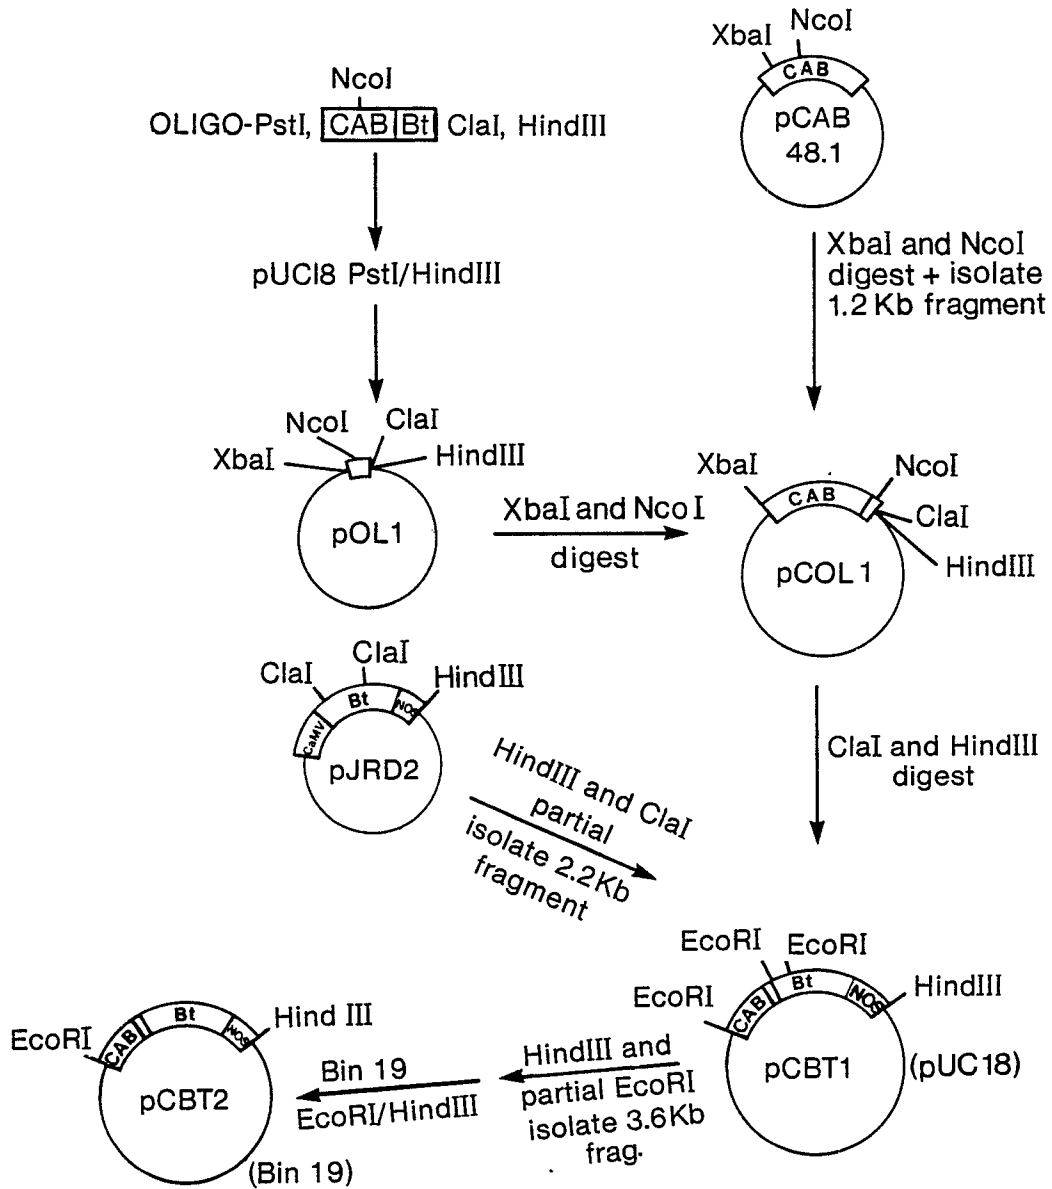 NcoI
OLIGO-PstI, CAB Bt ClaI, HindIII
pUC18 PstI/HindIII
XbaI
NcoI
CAB
pCAB
48.1
XbaI and NcoI
digest + isolate
1.2 Kb fragment
NcoI
ClaI
XbaI
HindIII
pOL1
XbaI and NcoI
digest
XbaI
CAB
NcoI
ClaI
HindIII
pCOL1
ClaI
ClaI
HindIII
CaMV
Bt
NOS
pJRD2
HindIII and ClaI
partial
isolate 2.2Kb
fragment
ClaI and HindIII
digest
EcoRI
EcoRI
EcoRI
HindIII
CAB
Bt
NOS
pCBT1
(pUC18)
HindIII and
partial EcoRI
isolate 3.6Kb
frag.
Bin 19
EcoRI/HindIII
EcoRI
Hind III
CAB
Bt
NOS
pCBT2
(Bin 19)